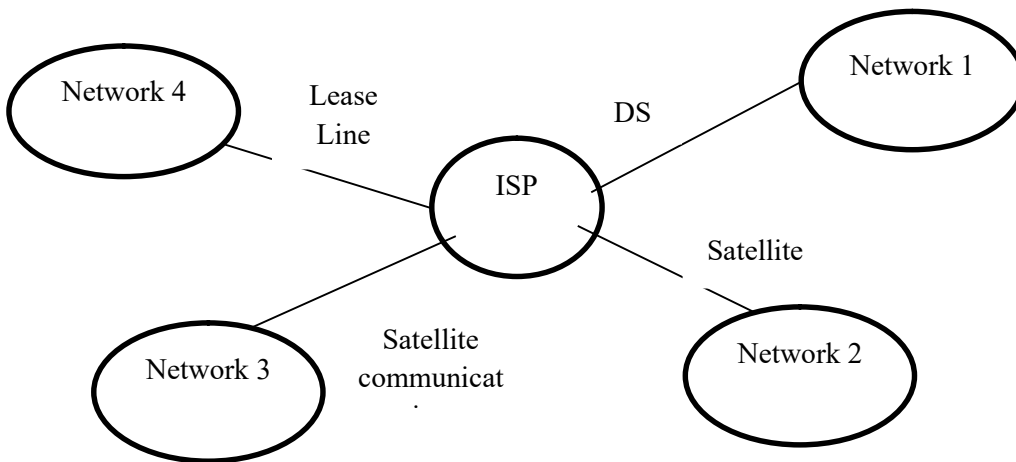 Network 1
Network 4
Lease
Line
DS
ISP
Satellite
Satellite
communicat
Network 2
Network 3